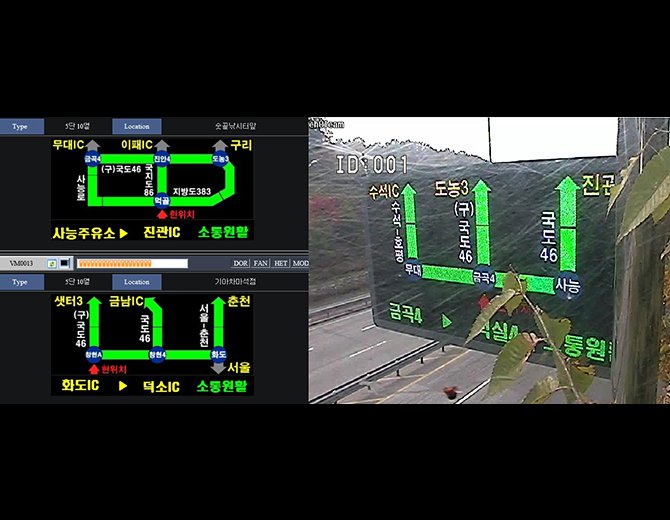 Type 5단 10열 Location 숫골낚시터앞
무대IC 이패IC 구리
금곡4 진안4 도농3
(구)국도46
사능로
국지도86
지방도383
먹골
현위치
사능주유소 ▶ 진관IC 소통원활
VM0013 DOR FAN HET MOD
Type 5단 10열 Location 기아차마석점
샛터3 금남IC 춘천
(구)국도46
국도46
서울-춘천
창현A 창현4 화도
현위치 서울
화도IC ▶ 덕소IC 소통원활
ID:001
수석IC 도농3 진관
수석-호평
(구)국도46
국도46
무대 금곡4 사능
금곡4 ▶
통원